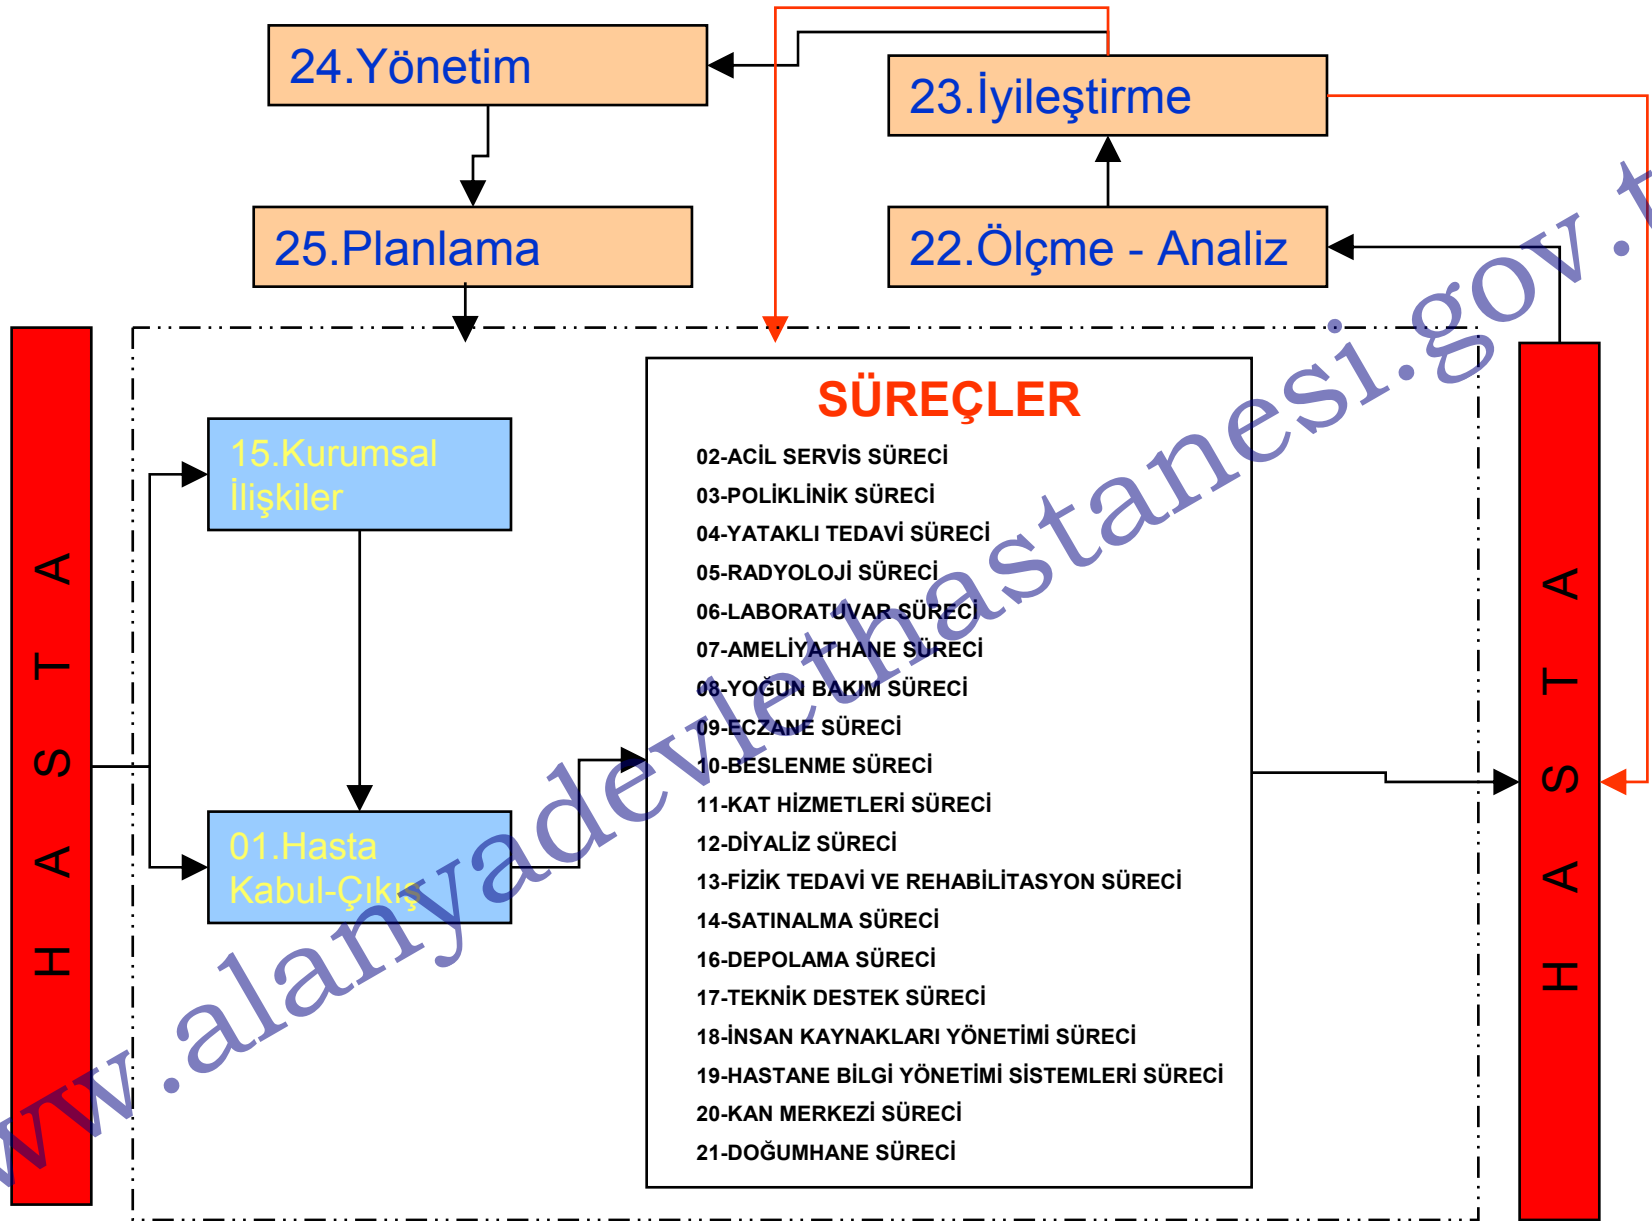 24.Yönetim
23.İyileştirme
25.Planlama
22.Ölçme - Analiz
HASTA
15.Kurumsal
İlişkiler
01.Hasta
Kabul-Çıkış
SÜREÇLER
02-ACİL SERVİS SÜRECİ
03-POLİKLİNİK SÜRECİ
04-YATAKLI TEDAVİ SÜRECİ
05-RADYOLOJİ SÜRECİ
06-LABORATUVAR SÜRECİ
07-AMELİYATHANE SÜRECİ
08-YOĞUN BAKIM SÜRECİ
09-ECZANE SÜRECİ
10-BESLENME SÜRECİ
11-KAT HİZMETLERİ SÜRECİ
12-DİYALİZ SÜRECİ
13-FİZİK TEDAVİ VE REHABİLİTASYON SÜRECİ
14-SATINALMA SÜRECİ
16-DEPOLAMA SÜRECİ
17-TEKNİK DESTEK SÜRECİ
18-İNSAN KAYNAKLARI YÖNETİMİ SÜRECİ
19-HASTANE BİLGİ YÖNETİMİ SİSTEMLERİ SÜRECİ
20-KAN MERKEZİ SÜRECİ
21-DOĞUMHANE SÜRECİ
HASTA
ww.alanyadevlethastanesi.gov.t